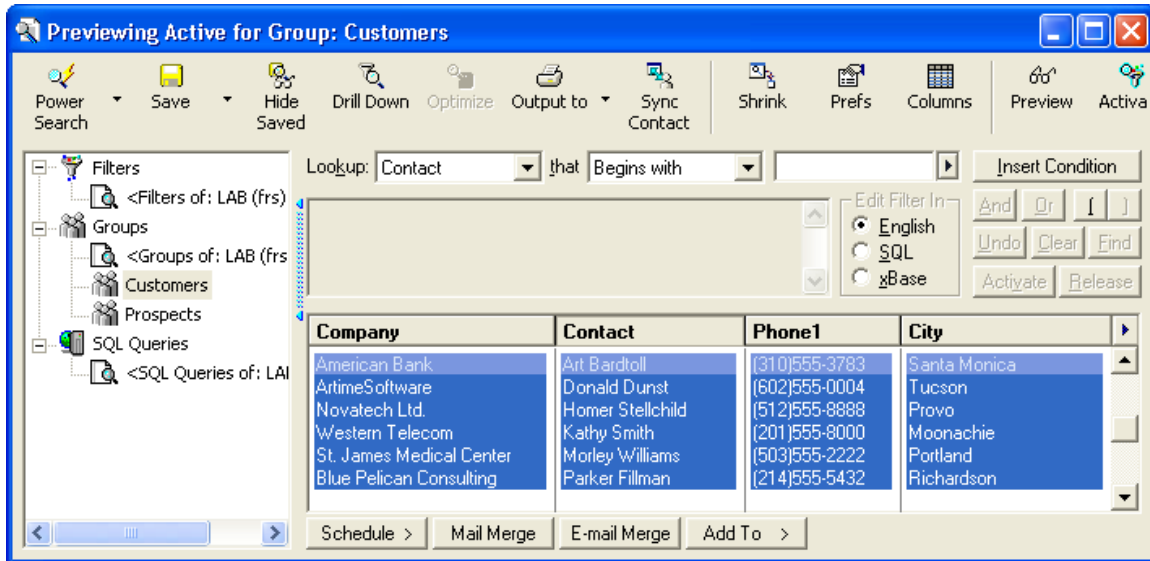 Previewing Active for Group: Customers
Power Search Save Hide Saved Drill Down Optimize Output to Sync Contact Shrink Prefs Columns Preview Activa
Filters
<Filters of: LAB (frs)
Groups
<Groups of: LAB (frs
Customers
Prospects
SQL Queries
<SQL Queries of: LAI
Lookup: Contact that Begins with Insert Condition
Edit Filter In
English
SQL
xBase
And Or ( )
Undo Clear Find
Activate Release
Company Contact Phone1 City
American Bank Art Bardtoll (310)555-3783 Santa Monica
ArtimeSoftware Donald Dunst (602)555-0004 Tucson
Novatech Ltd. Homer Stellchild (512)555-8888 Provo
Western Telecom Kathy Smith (201)555-8000 Moonachie
St. James Medical Center Morley Williams (503)555-2222 Portland
Blue Pelican Consulting Parker Fillman (214)555-5432 Richardson
Schedule > Mail Merge E-mail Merge Add To >